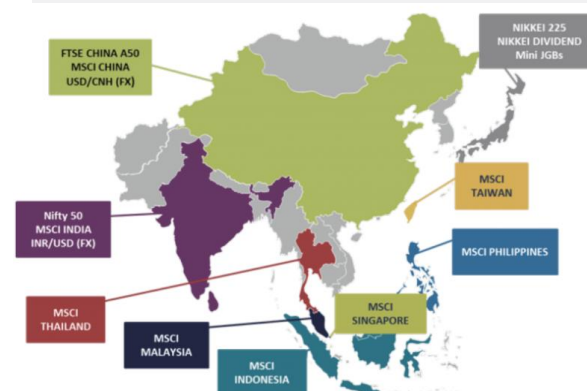 FTSE CHINA A50
MSCI CHINA
USD/CNH (FX)
NIKKEI 225
NIKKEI DIVIDEND
Mini JGBs
MSCI
TAIWAN
Nifty 50
MSCI INDIA
INR/USD (FX)
MSCI PHILIPPINES
MSCI
THAILAND
MSCI
SINGAPORE
MSCI
MALAYSIA
MSCI
INDONESIA